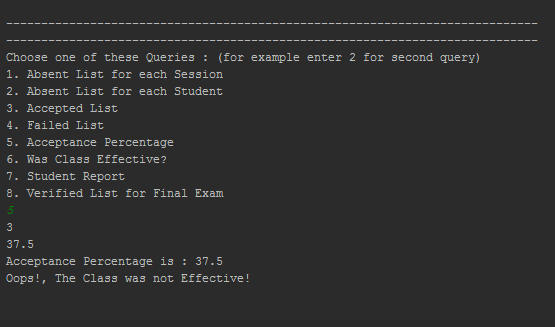 --------------------------------------------------------------------------------
--------------------------------------------------------------------------------
Choose one of these Queries : (for example enter 2 for second query)
1. Absent List for each Session
2. Absent List for each Student
3. Accepted List
4. Failed List
5. Acceptance Percentage
6. Was Class Effective?
7. Student Report
8. Verified List for Final Exam
5
3
37.5
Acceptance Percentage is : 37.5
Oops!, The Class was not Effective!